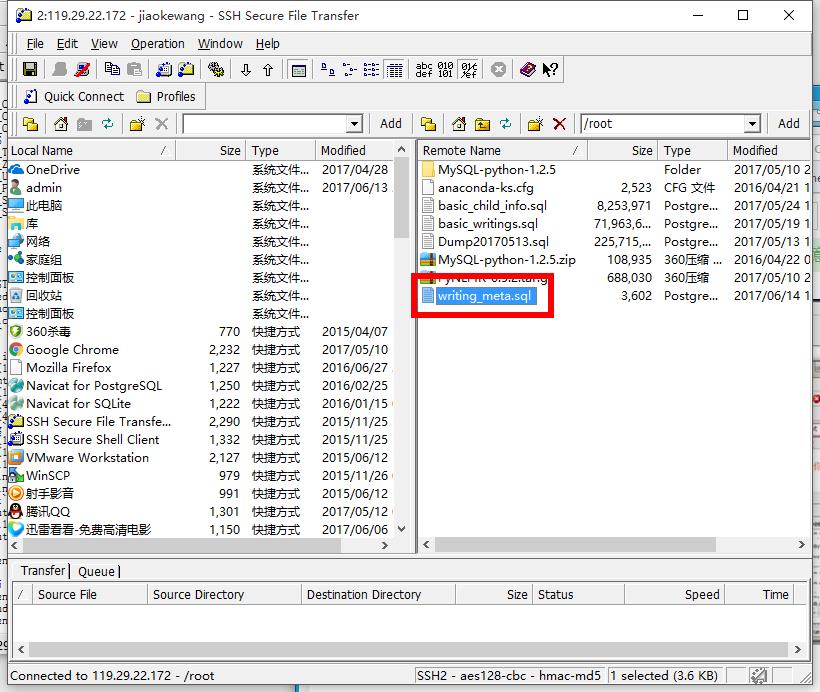 2:119.29.22.172 - jiaokewang - SSH Secure File Transfer
File Edit View Operation Window Help
Quick Connect Profiles
Add /root Add
Local Name / Size Type Modified
OneDrive 系统文件... 2017/04/28
admin 系统文件... 2017/06/13
此电脑 系统文件...
库 系统文件...
网络 系统文件...
家庭组 系统文件...
控制面板 系统文件...
回收站 系统文件...
控制面板 系统文件...
360杀毒 770 快捷方式 2015/04/07
Google Chrome 2,232 快捷方式 2017/05/10
Mozilla Firefox 1,227 快捷方式 2016/06/27
Navicat for PostgreSQL 1,250 快捷方式 2016/02/25
Navicat for SQLite 1,222 快捷方式 2016/01/15
SSH Secure File Transfe... 2,290 快捷方式 2015/11/25
SSH Secure Shell Client 1,332 快捷方式 2015/11/25
VMware Workstation 2,127 快捷方式 2015/06/12
WinSCP 979 快捷方式 2015/11/26
射手影音 991 快捷方式 2015/06/12
腾讯QQ 1,301 快捷方式 2017/05/12
迅雷看看-免费高清电影 1,150 快捷方式 2017/06/06
Remote Name / Size Type Modified
MySQL-python-1.2.5 Folder 2017/05/10 2
anaconda-ks.cfg 2,523 CFG 文件 2016/04/21 1
basic_child_info.sql 8,253,971 Postgre... 2017/05/24 1
basic_writings.sql 71,963,6... Postgre... 2017/05/19 1
Dump20170513.sql 225,715,... Postgre... 2017/05/13 1
MySQL-python-1.2.5.zip 108,935 360压缩 ... 2016/04/22 0
688,030 360压缩 2017/05/10 2
writing_meta.sql 3,602 Postgre... 2017/06/14 1
Transfer Queue
/ Source File Source Directory Destination Directory Size Status Speed Time
Connected to 119.29.22.172 - /root SSH2 - aes128-cbc - hmac-md5 1 selected (3.6 KB)